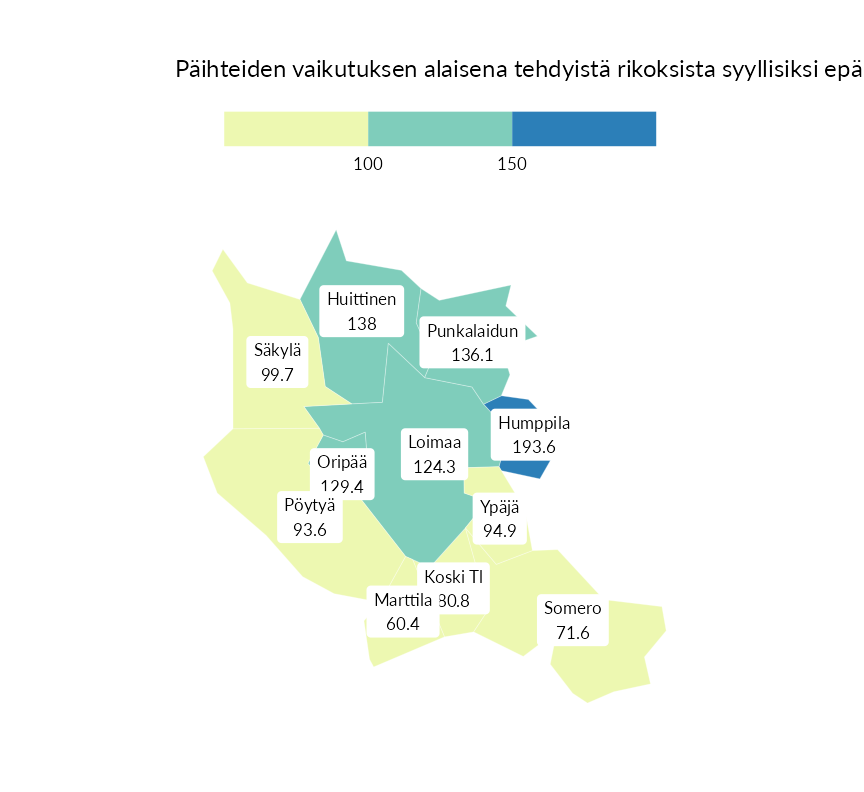 Päihteiden vaikutuksen alaisena tehdyistä rikoksista syyllisiksi epä
100
150
Huittinen
138
Punkalaidun
136.1
Säkylä
99.7
Humppila
193.6
Loimaa
124.3
Oripää
129.4
Pöytyä
93.6
Ypäjä
94.9
Koski Tl
80.8
Marttila
60.4
Somero
71.6